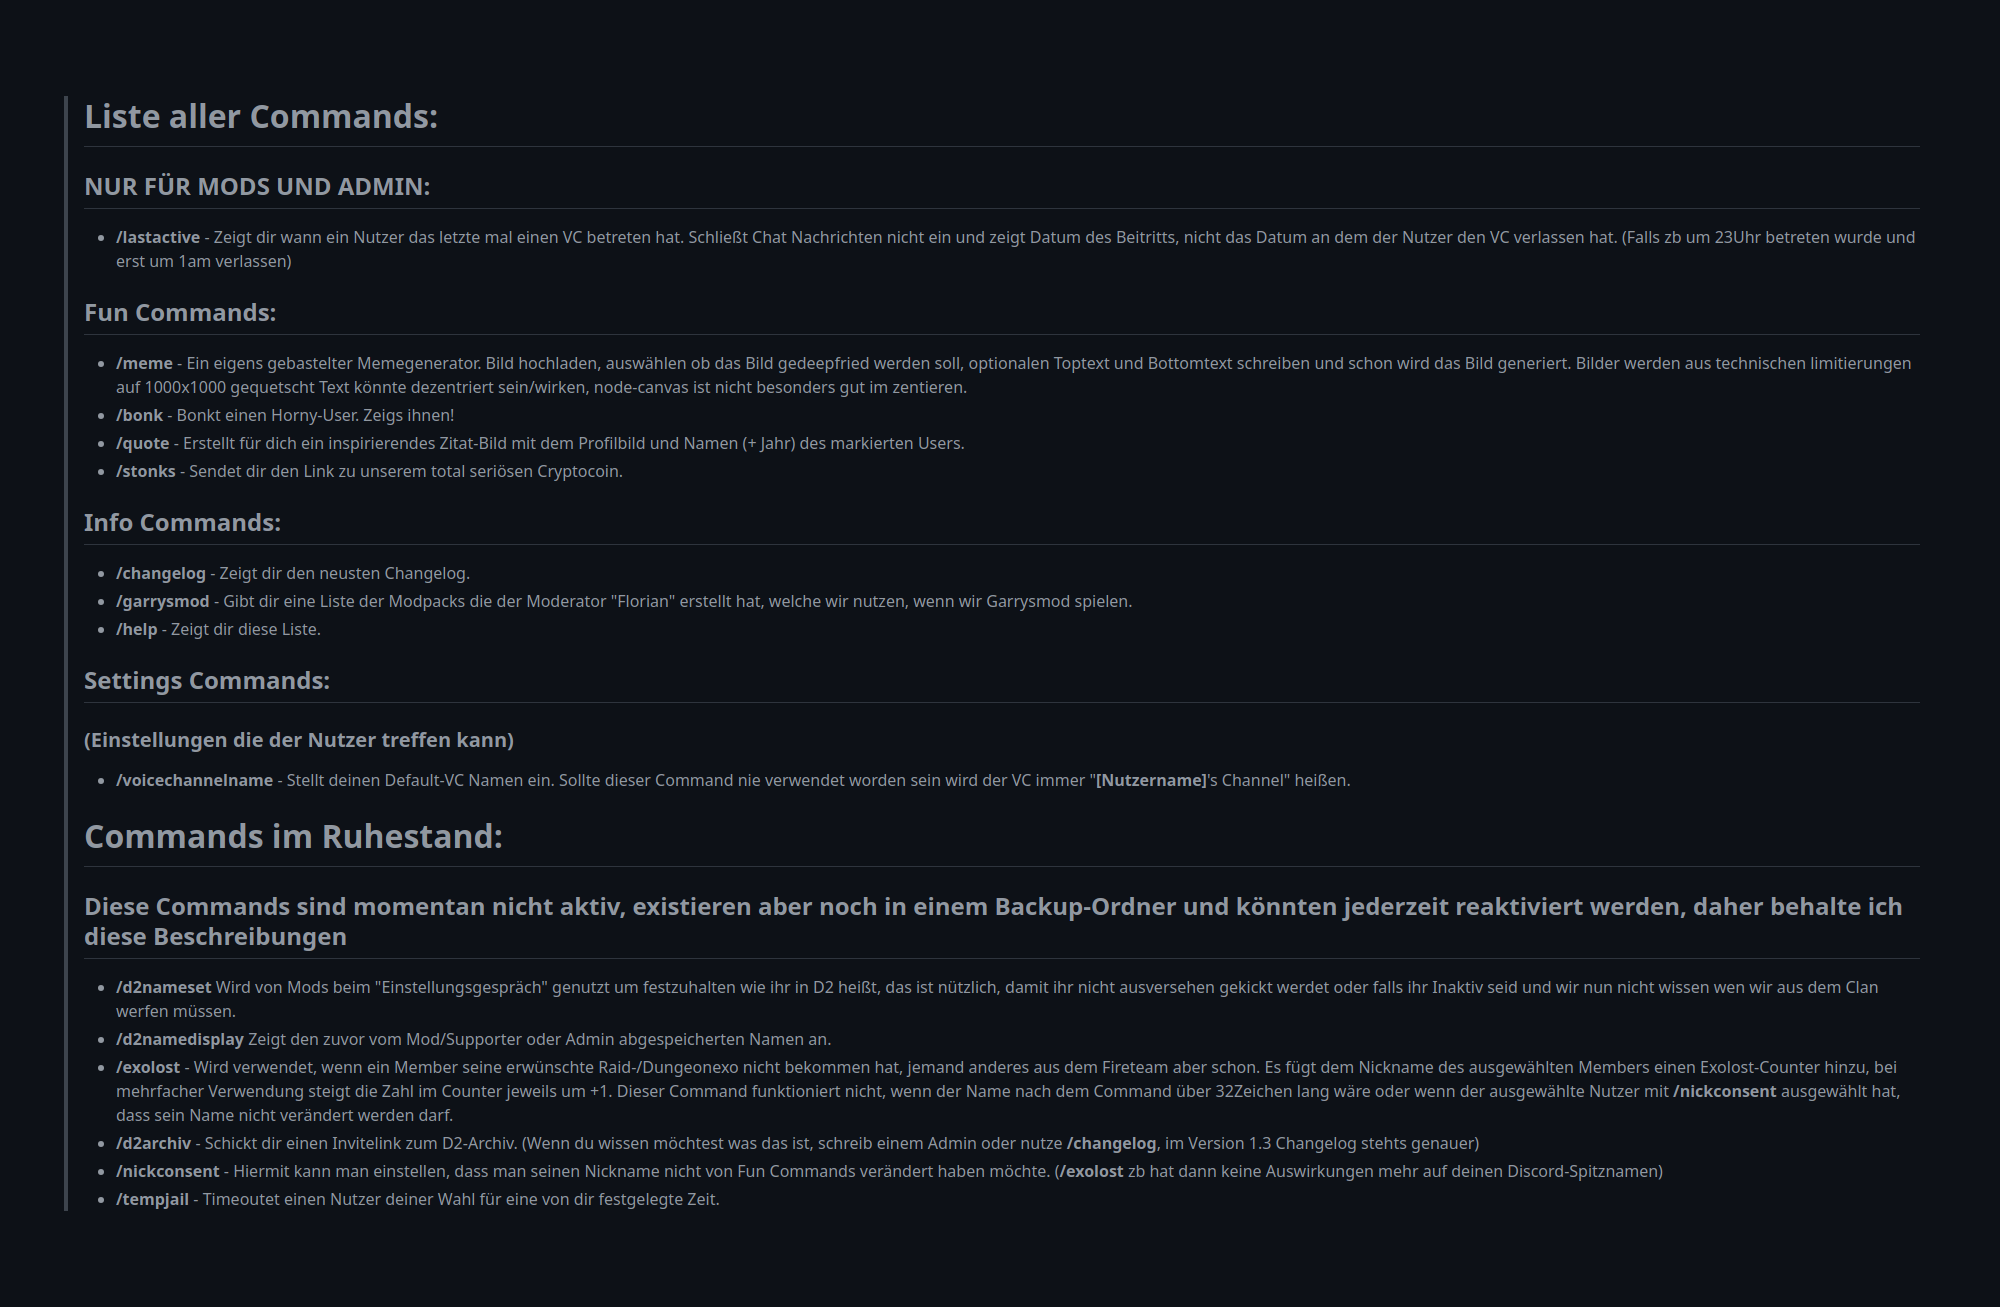 Liste aller Commands:
NUR FÜR MODS UND ADMIN:
/lastactive - Zeigt dir wann ein Nutzer das letzte mal einen VC betreten hat. Schließt Chat Nachrichten nicht ein und zeigt Datum des Beitritts, nicht das Datum an dem der Nutzer den VC verlassen hat. (Falls zb um 23Uhr betreten wurde und
erst um 1am verlassen)
Fun Commands:
/meme - Ein eigens gebastelter Memegenerator. Bild hochladen, auswählen ob das Bild gedeepfried werden soll, optionalen Toptext und Bottomtext schreiben und schon wird das Bild generiert. Bilder werden aus technischen limitierungen
auf 1000x1000 gequetscht Text könnte dezentriert sein/wirken, node-canvas ist nicht besonders gut im zentieren.
/bonk - Bonkt einen Horny-User. Zeigs ihnen!
/quote - Erstellt für dich ein inspirierendes Zitat-Bild mit dem Profilbild und Namen (+ Jahr) des markierten Users.
/stonks - Sendet dir den Link zu unserem total seriösen Cryptocoin.
Info Commands:
/changelog - Zeigt dir den neusten Changelog.
/garrysmod - Gibt dir eine Liste der Modpacks die der Moderator "Florian" erstellt hat, welche wir nutzen, wenn wir Garrysmod spielen.
/help - Zeigt dir diese Liste.
Settings Commands:
(Einstellungen die der Nutzer treffen kann)
/voicechannelname - Stellt deinen Default-VC Namen ein. Sollte dieser Command nie verwendet worden sein wird der VC immer "[Nutzername]'s Channel" heißen.
Commands im Ruhestand:
Diese Commands sind momentan nicht aktiv, existieren aber noch in einem Backup-Ordner und könnten jederzeit reaktiviert werden, daher behalte ich
diese Beschreibungen
/d2nameset Wird von Mods beim "Einstellungsgespräch" genutzt um festzuhalten wie ihr in D2 heißt, das ist nützlich, damit ihr nicht ausversehen gekickt werdet oder falls ihr Inaktiv seid und wir nun nicht wissen wen wir aus dem Clan
werfen müssen.
/d2namedisplay Zeigt den zuvor vom Mod/Supporter oder Admin abgespeicherten Namen an.
/exolost - Wird verwendet, wenn ein Member seine erwünschte Raid-/Dungeonexo nicht bekommen hat, jemand anderes aus dem Fireteam aber schon. Es fügt dem Nickname des ausgewählten Members einen Exolost-Counter hinzu, bei
mehrfacher Verwendung steigt die Zahl im Counter jeweils um +1. Dieser Command funktioniert nicht, wenn der Name nach dem Command über 32Zeichen lang wäre oder wenn der ausgewählte Nutzer mit /nickconsent ausgewählt hat,
dass sein Name nicht verändert werden darf.
/d2archiv - Schickt dir einen Invitelink zum D2-Archiv. (Wenn du wissen möchtest was das ist, schreib einem Admin oder nutze /changelog, im Version 1.3 Changelog stehts genauer)
/nickconsent - Hiermit kann man einstellen, dass man seinen Nickname nicht von Fun Commands verändert haben möchte. (/exolost zb hat dann keine Auswirkungen mehr auf deinen Discord-Spitznamen)
/tempjail - Timeoutet einen Nutzer deiner Wahl für eine von dir festgelegte Zeit.